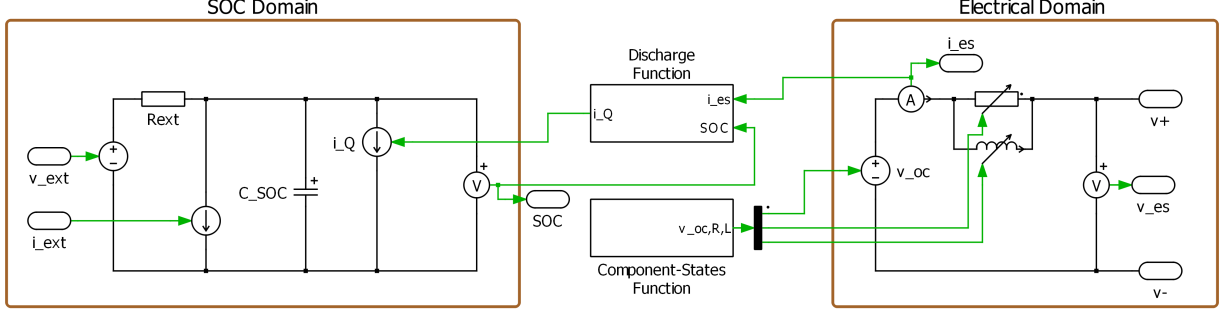 SOC Domain
Electrical Domain
i_es
Discharge
Function
A
i_es
i_Q
SOC
v+
Rext
+
-
i_Q
+
+
-
v_oc
+
V
v_es
v_ext
C_SOC
+
V
SOC
i_ext
v_oc,R,L
Component-States
Function
v-